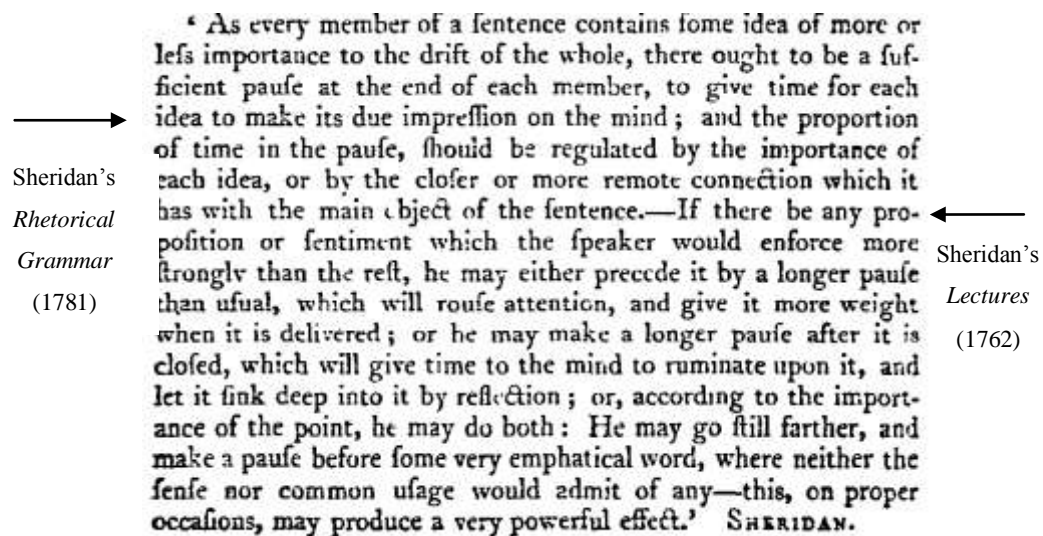 ‘ As every member of a ſentence contains ſome idea of more or
leſs importance to the drift of the whole, there ought to be a ſuf-
ficient pauſe at the end of each member, to give time for each
idea to make its due impreſſion on the mind ; and the proportion
of time in the pauſe, ſhould be regulated by the importance of
each idea, or by the cloſer or more remote connection which it
has with the main object of the ſentence.—If there be any pro-
poſition or ſentiment which the ſpeaker would enforce more
ſtrongly than the reſt, he may either precede it by a longer pauſe
than uſual, which will rouſe attention, and give it more weight
when it is delivered ; or he may make a longer pauſe after it is
cloſed, which will give time to the mind to ruminate upon it, and
let it ſink deep into it by reflection ; or, according to the import-
ance of the point, he may do both : He may go ſtill farther, and
make a pauſe before ſome very emphatical word, where neither the
ſenſe nor common uſage would admit of any—this, on proper
occaſions, may produce a very powerful effect.’ SHERIDAN.
Sheridan’s
Rhetorical
Grammar
(1781)
Sheridan’s
Lectures
(1762)